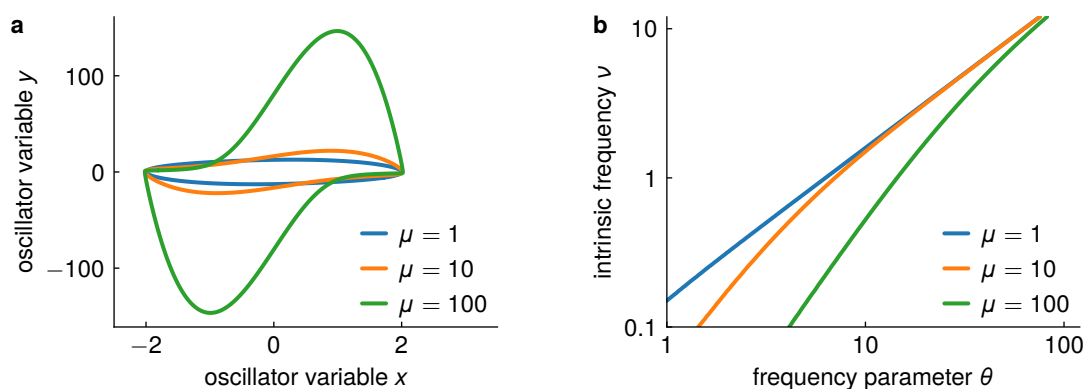 a
oscillator variable y
100
0
−100
−2
0
2
oscillator variable x
μ = 1
μ = 10
μ = 100
b
intrinsic frequency ν
10
1
0.1
1
10
100
frequency parameter θ
μ = 1
μ = 10
μ = 100